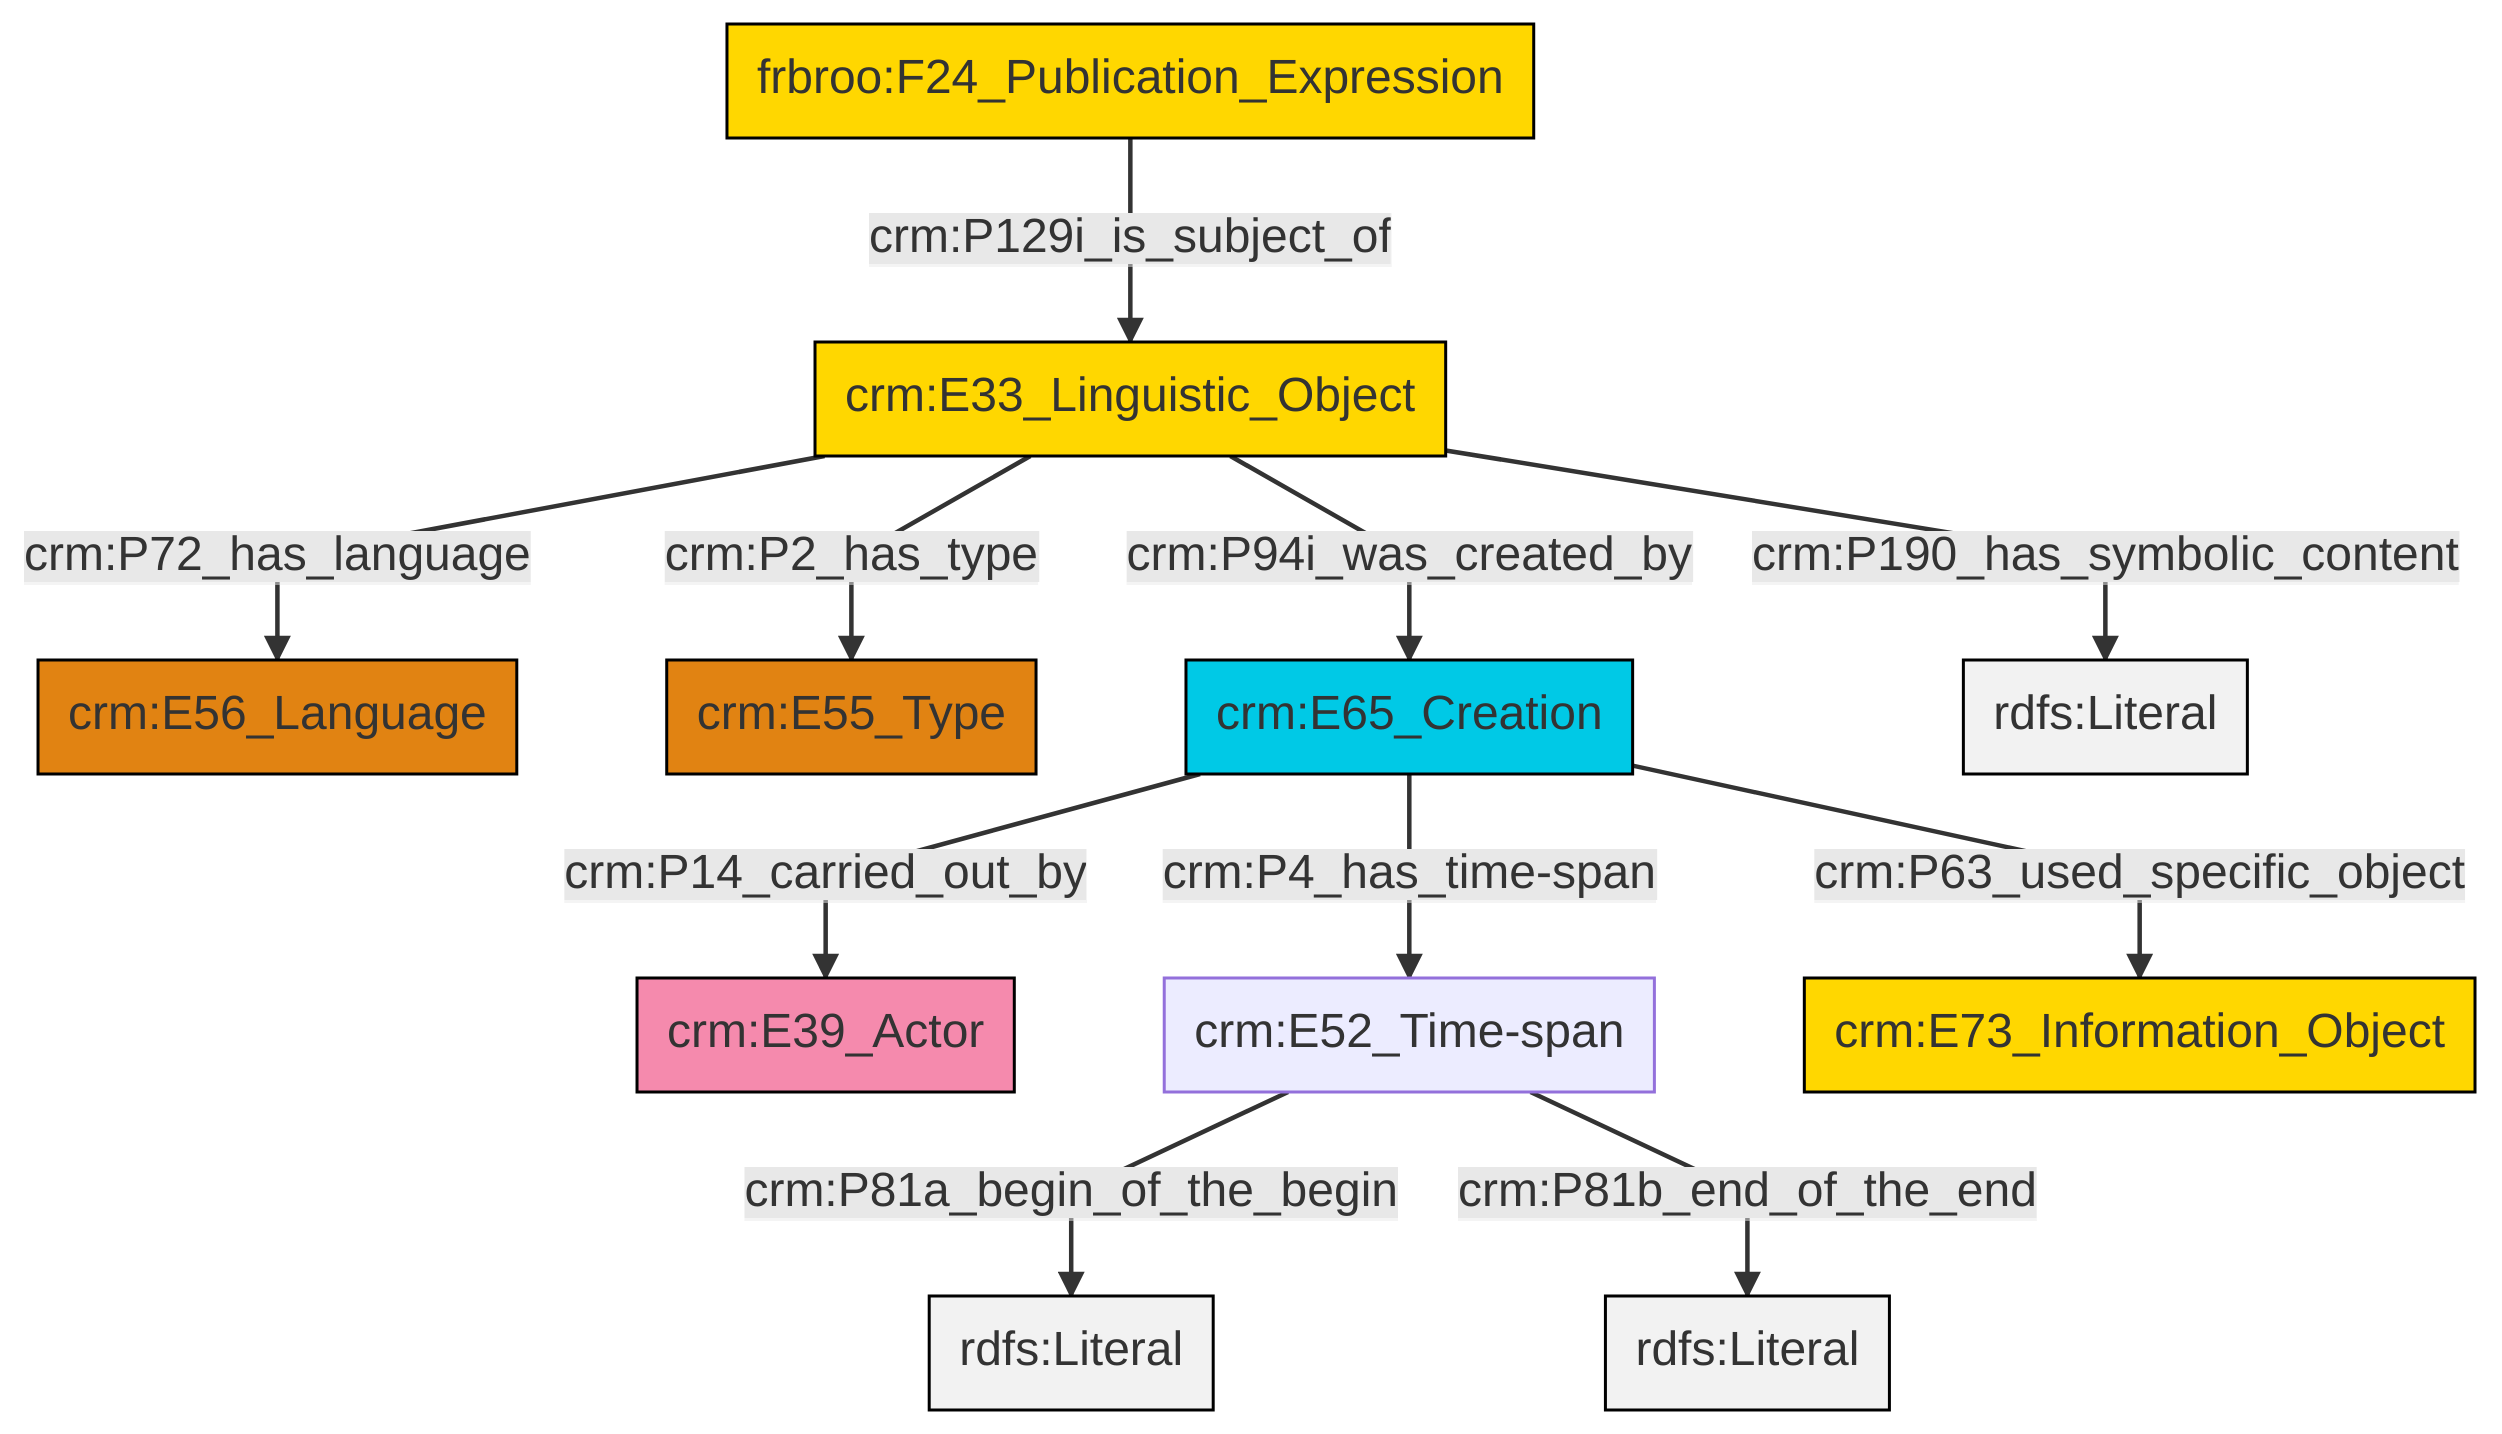 frbroo:F24_Publication_Expression
crm:P129i_is_subject_of
crm:E33_Linguistic_Object
crm:P72_has_language
crm:P2_has_type
crm:P94i_was_created_by
crm:P190_has_symbolic_content
crm:E56_Language
crm:E55_Type
crm:E65_Creation
rdfs:Literal
crm:P14_carried_out_by
crm:P4_has_time-span
crm:P63_used_specific_object
crm:E39_Actor
crm:E52_Time-span
crm:E73_Information_Object
crm:P81a_begin_of_the_begin
crm:P81b_end_of_the_end
rdfs:Literal
rdfs:Literal